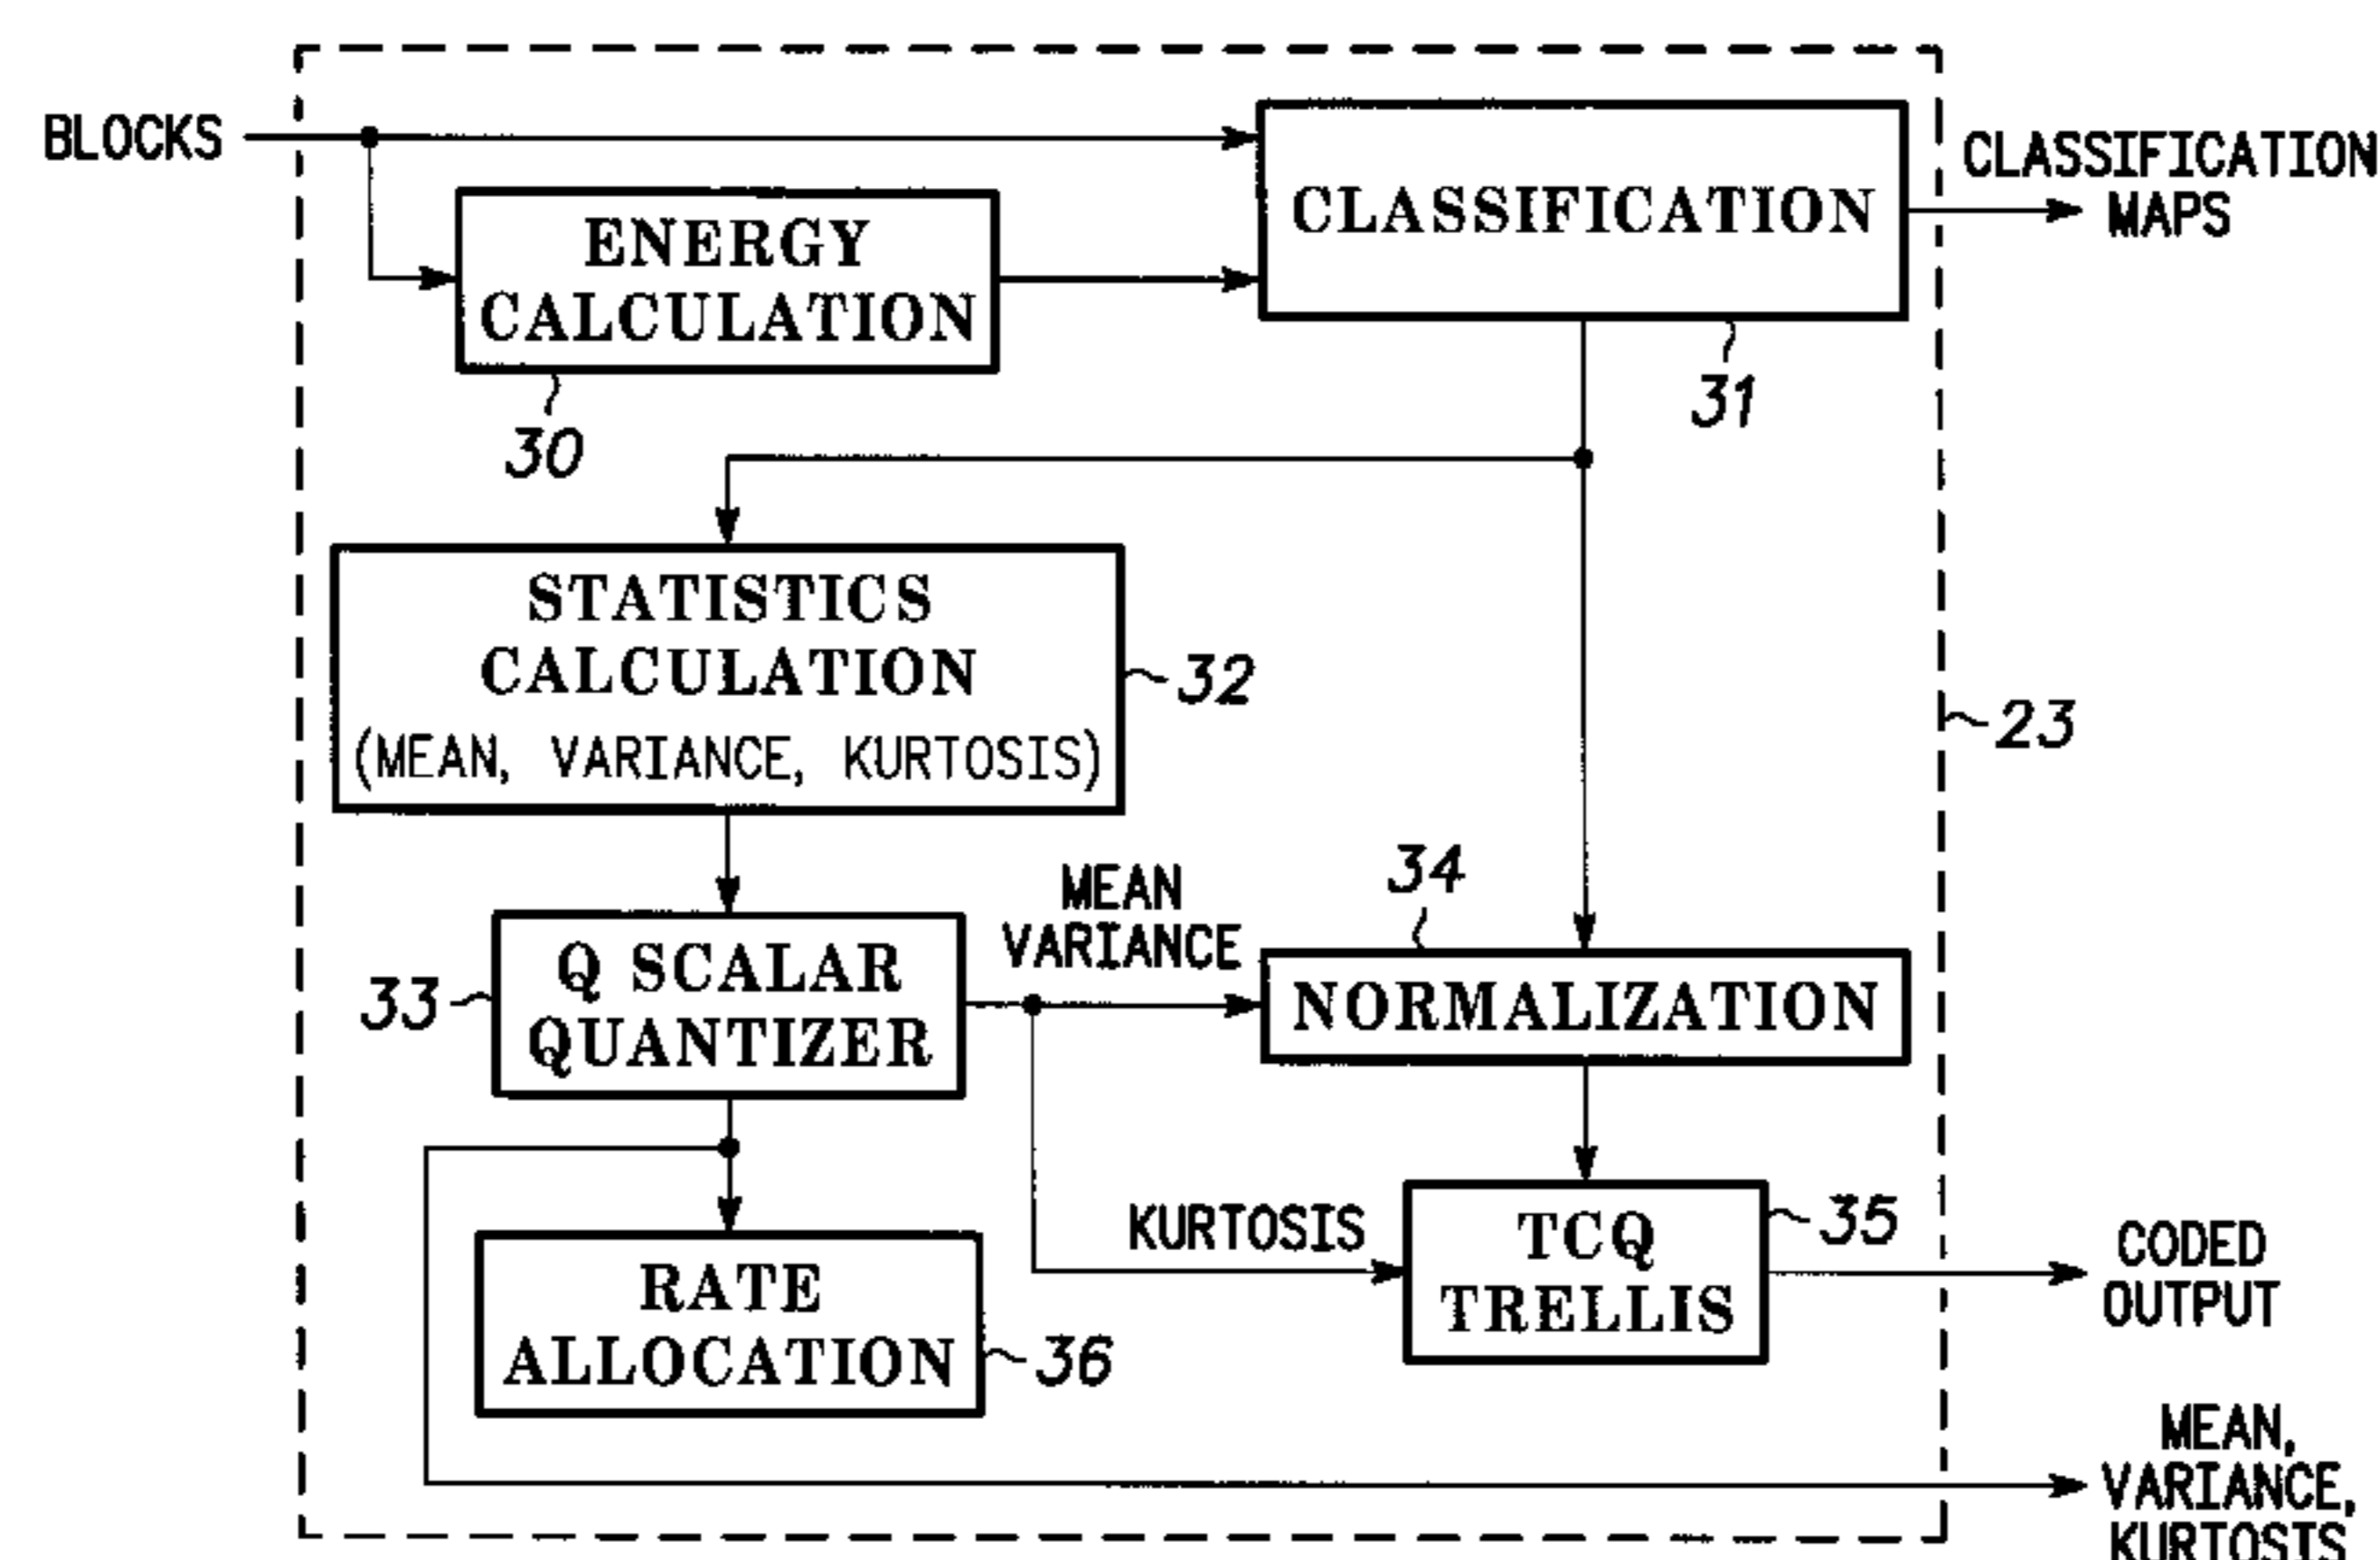 BLOCKS
CLASSIFICATION
CLASSIFICATION
MAPS
ENERGY
CALCULATION
31
30
STATISTICS
CALCULATION
(MEAN, VARIANCE, KURTOSIS)
32
23
MEAN
VARIANCE
34
33
Q SCALAR
QUANTIZER
NORMALIZATION
KURTOSIS
TCQ
TRELLIS
35
CODED
OUTPUT
RATE
ALLOCATION
36
MEAN,
VARIANCE,
KURTOSIS